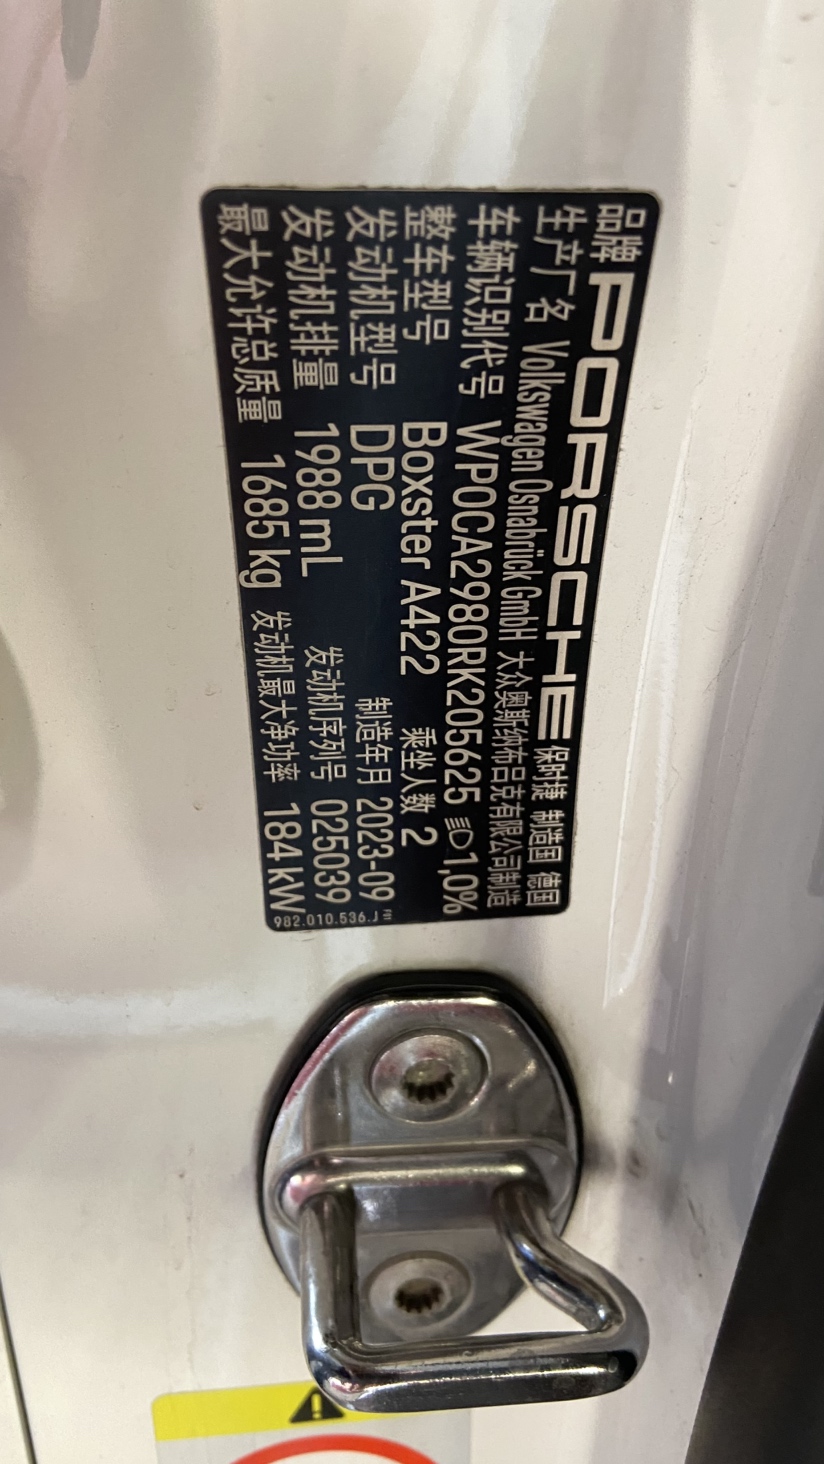 品牌 PORSCHE 保时捷 制造国 德国
生产厂名 Volkswagen Osnabrück GmbH 大众奥斯纳布吕克有限公司制造
车辆识别代号 WP0CA2980RK205625 1,0%
整车型号 Boxster A422 乘坐人数 2
发动机型号 DPG 制造年月 2023-09
发动机排量 1988 mL 发动机序列号 025039
最大允许总质量 1685 kg 发动机最大净功率 184 kW
982.010.536.J